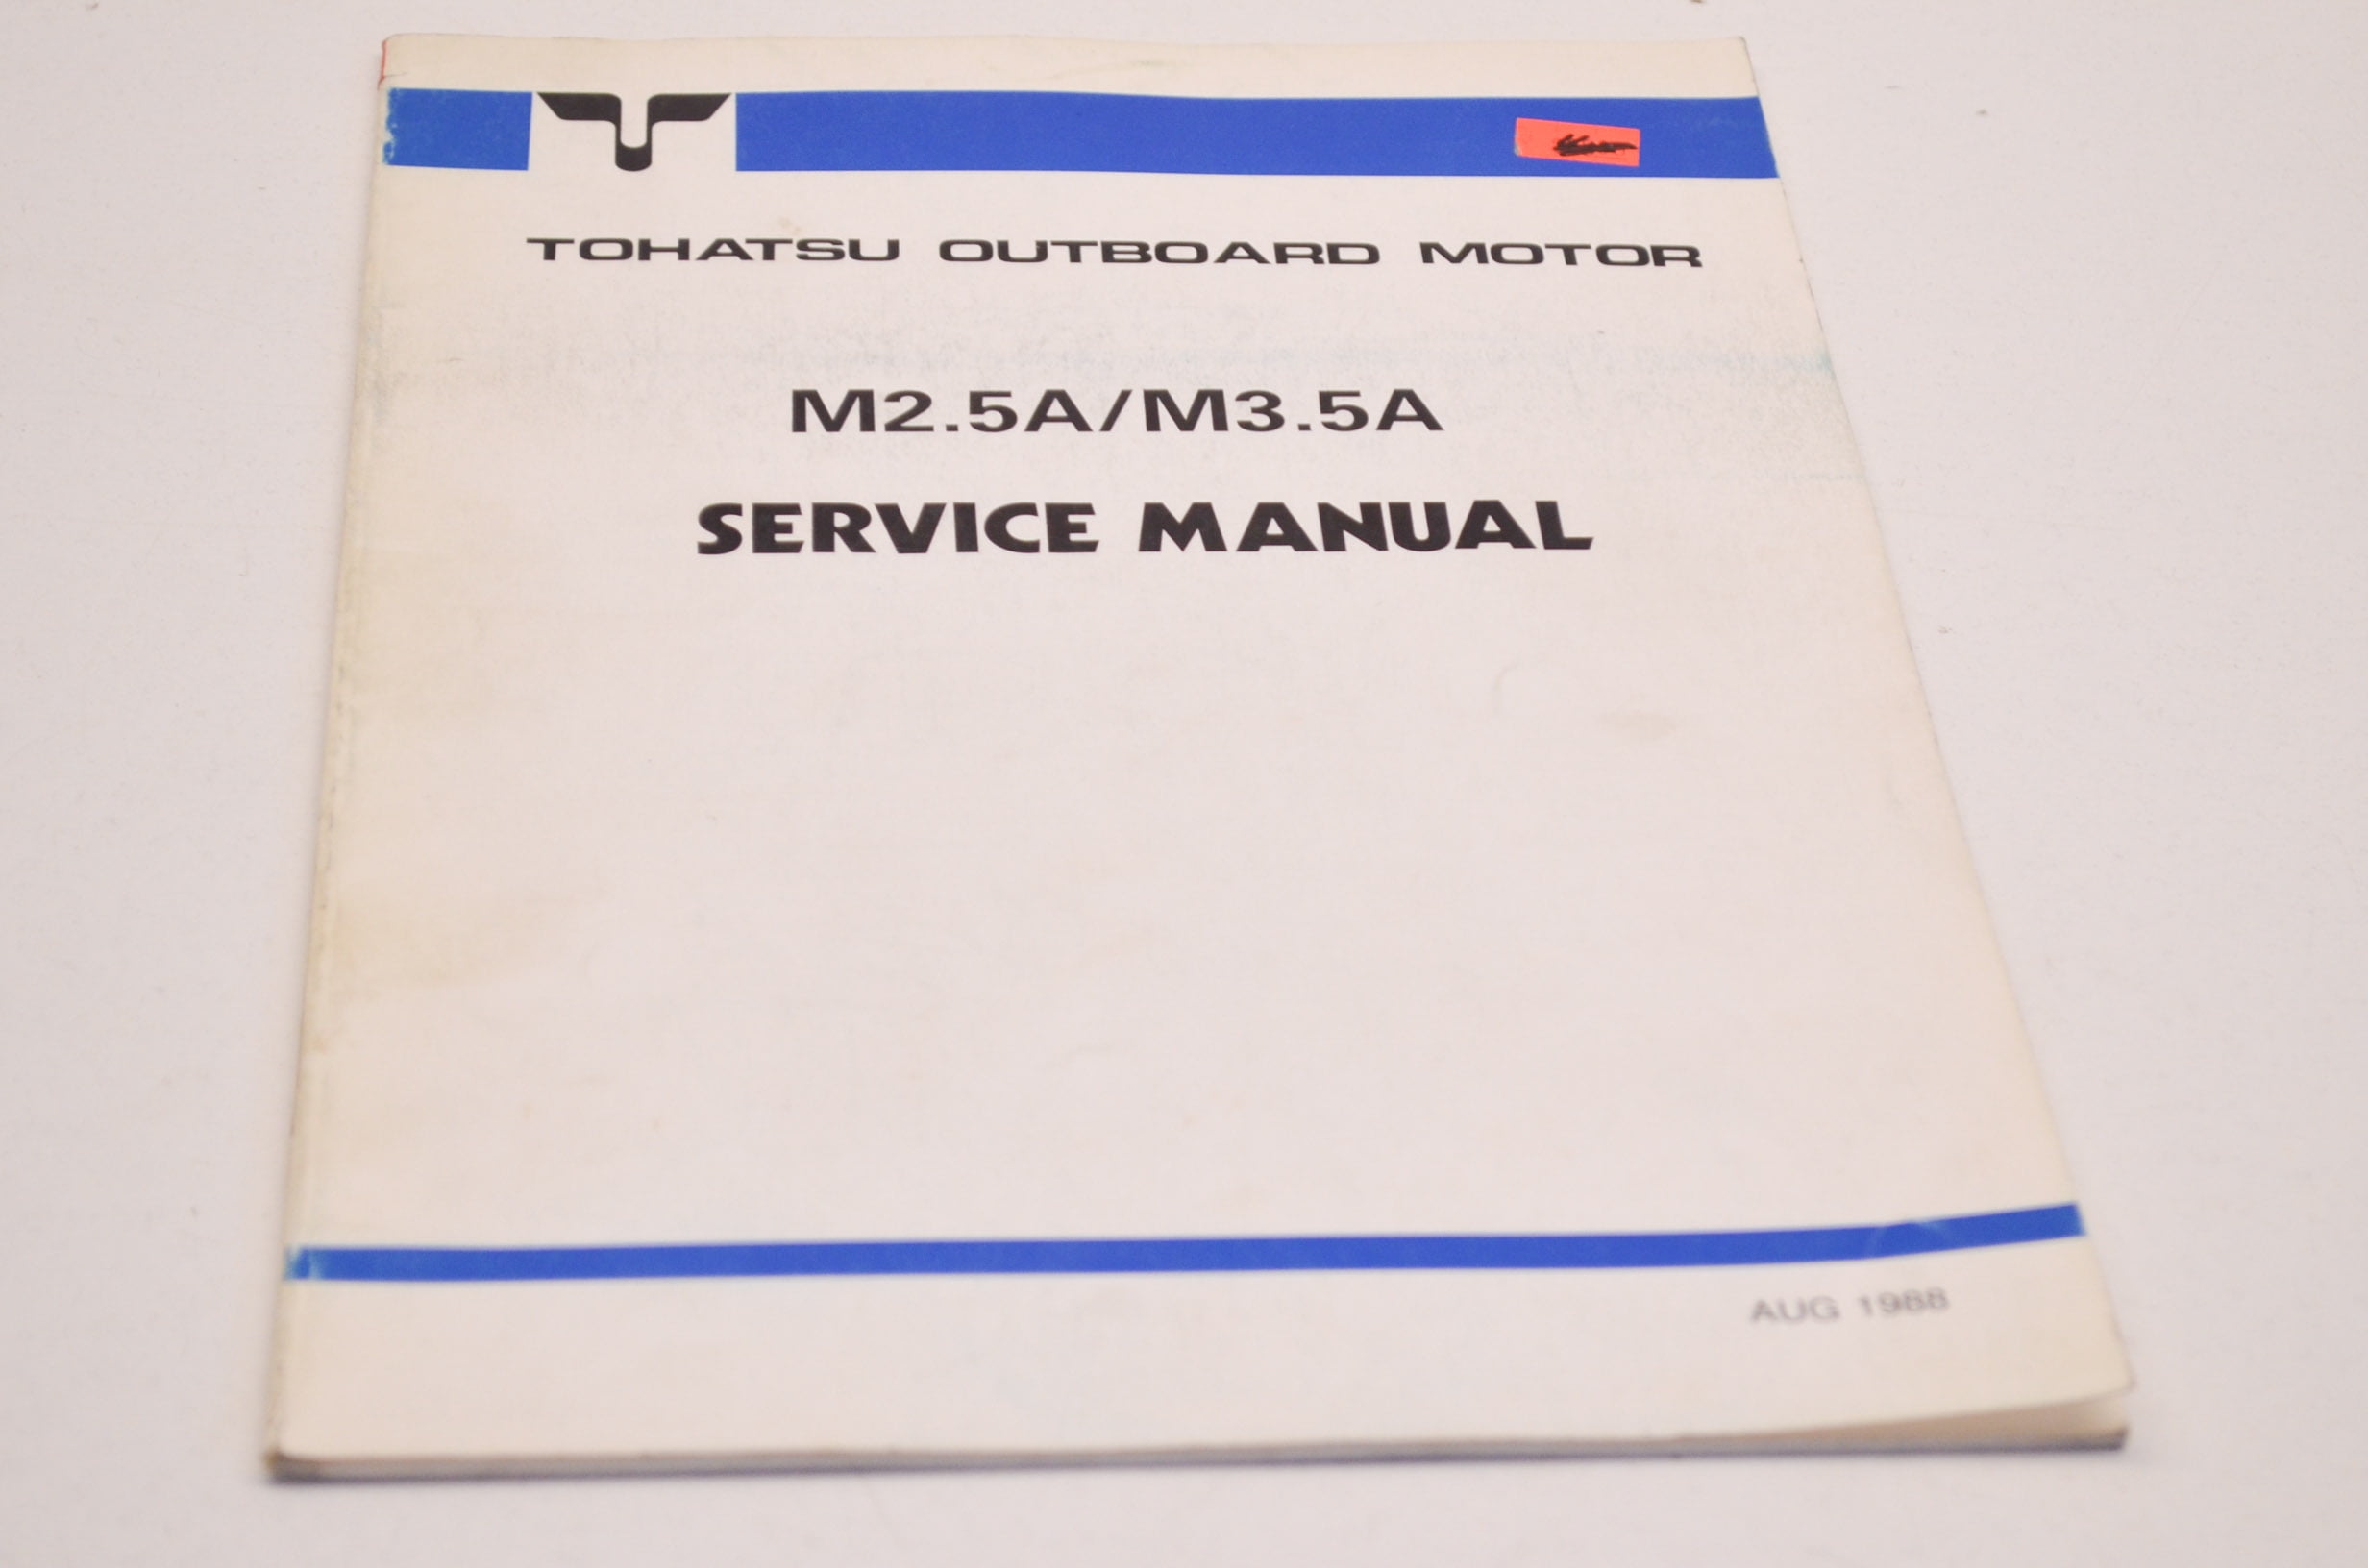 TOHATSU OUTBOARD MOTOR
M2.5A/M3.5A
SERVICE MANUAL
AUG 1988